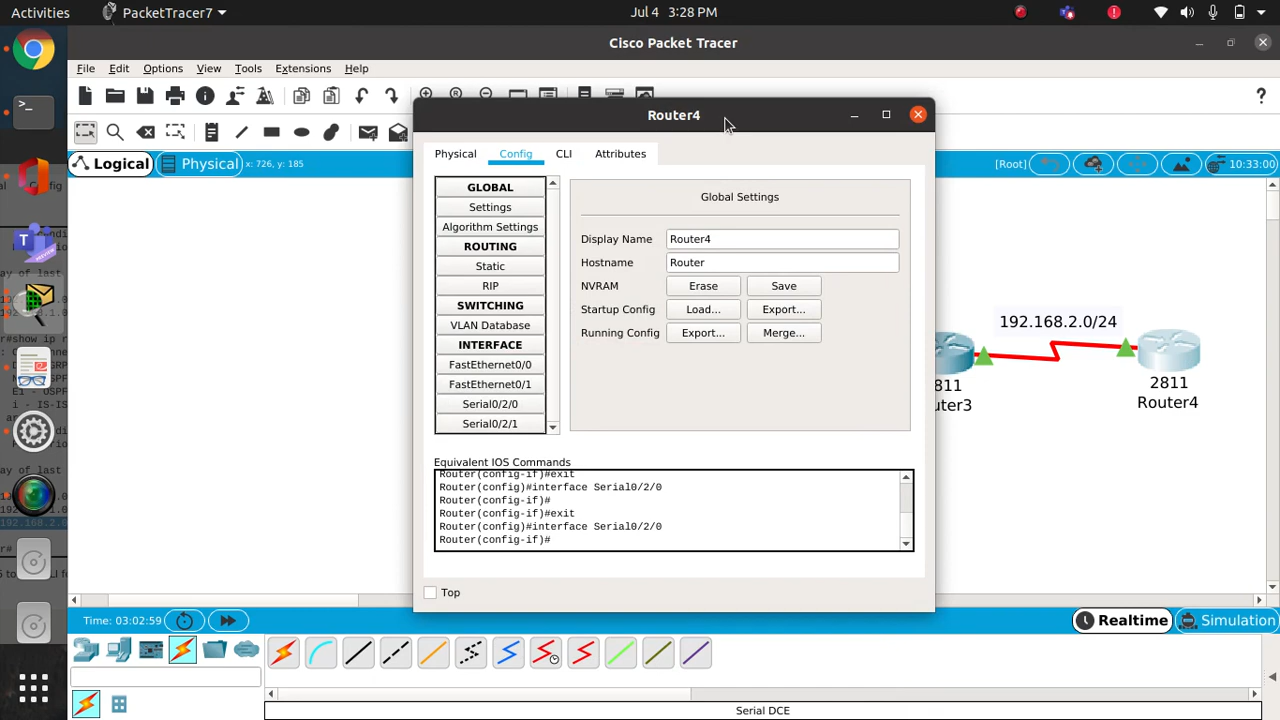 Activities
PacketTracer7
Jul 4 3:28 PM
Cisco Packet Tracer
File Edit Options View Tools Extensions Help
Router4
Logical
Physical
x: 726, y: 185
[Root]
10:33:00
Physical Config CLI Attributes
GLOBAL
Settings
Algorithm Settings
ROUTING
Static
RIP
SWITCHING
VLAN Database
INTERFACE
FastEthernet0/0
FastEthernet0/1
Serial0/2/0
Serial0/2/1
Global Settings
Display Name Router4
Hostname Router
NVRAM Erase Save
Startup Config Load... Export...
Running Config Export... Merge...
Equivalent IOS Commands
Router(config-if)#exit
Router(config)#interface Serial0/2/0
Router(config-if)#
Router(config-if)#exit
Router(config)#interface Serial0/2/0
Router(config-if)#
Top
192.168.2.0/24
811
uter3
2811
Router4
Time: 03:02:59
Realtime
Simulation
Serial DCE